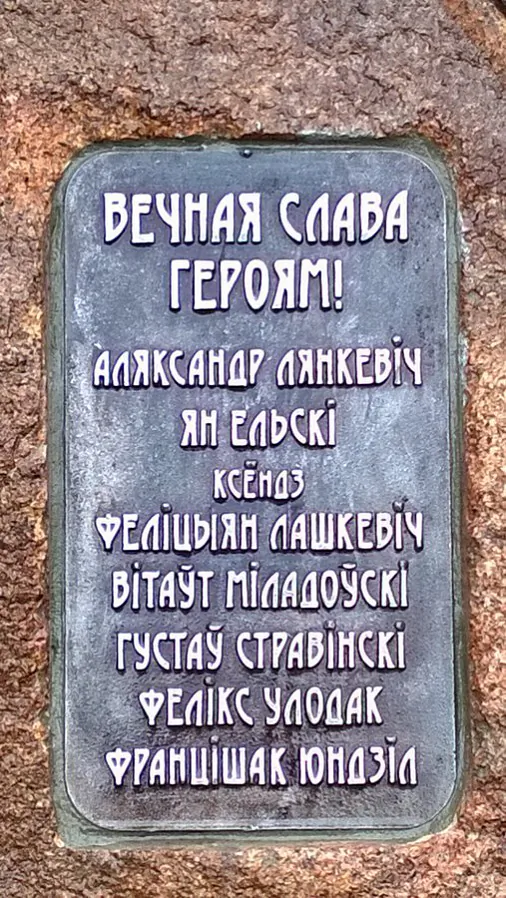 ВЕЧНАЯ СЛАВА
ГЕРОЯМ!
АЛЯКСАНДР ЛЯНКЕВІЧ
ЯН ЕЛЬСКІ
КСЁНДЗ
ФЕЛІЦЫЯН ЛАШКЕВІЧ
ВІТАЎТ МІЛАДОЎСКІ
ГУСТАЎ СТРАВІНСКІ
ФЕЛІКС УЛОДАК
ФРАНЦІШАК ЮНДЗІЛ